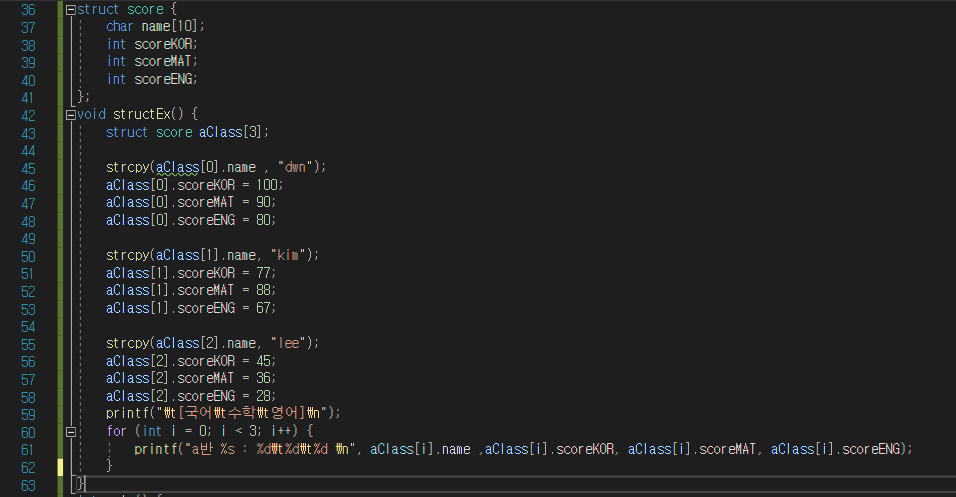 36 struct score {
37 char name[10];
38 int scoreKOR;
39 int scoreMAT;
40 int scoreENG;
41 };
42 void structEx() {
43 struct score aClass[3];
44
45 strcpy(aClass[0].name , "dwn");
46 aClass[0].scoreKOR = 100;
47 aClass[0].scoreMAT = 90;
48 aClass[0].scoreENG = 80;
49
50 strcpy(aClass[1].name, "kim");
51 aClass[1].scoreKOR = 77;
52 aClass[1].scoreMAT = 88;
53 aClass[1].scoreENG = 67;
54
55 strcpy(aClass[2].name, "lee");
56 aClass[2].scoreKOR = 45;
57 aClass[2].scoreMAT = 36;
58 aClass[2].scoreENG = 28;
59 printf("₩t[국어₩t수학₩t영어]₩n");
60 for (int i = 0; i < 3; i++) {
61 printf("a반 %s : %d₩t%d₩t%d ₩n", aClass[i].name ,aClass[i].scoreKOR, aClass[i].scoreMAT, aClass[i].scoreENG);
62 }
63 }